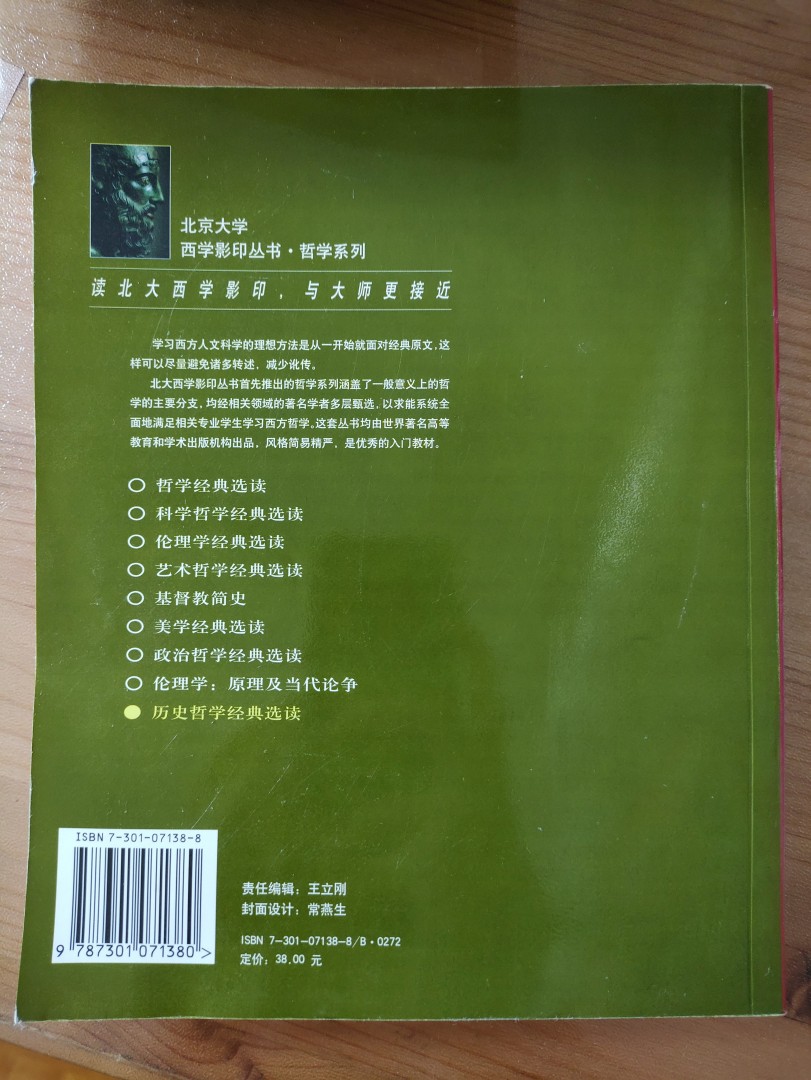 北京大学
西学影印丛书·哲学系列
读北大西学影印，与大师更接近
学习西方人文科学的理想方法是从一开始就面对经典原文，这
样可以尽量避免诸多转述，减少讹传。
北大西学影印丛书首先推出的哲学系列涵盖了一般意义上的哲
学的主要分支，均经相关领域的著名学者多层甄选，以求能系统全
面地满足相关专业学生学习西方哲学。这套丛书均由世界著名高等
教育和学术出版机构出品，风格简易精严，是优秀的入门教材。
○ 哲学经典选读
○ 科学哲学经典选读
○ 伦理学经典选读
○ 艺术哲学经典选读
○ 基督教简史
○ 美学经典选读
○ 政治哲学经典选读
○ 伦理学：原理及当代论争
● 历史哲学经典选读
ISBN 7-301-07138-8
9 787301 071380 >
责任编辑：王立刚
封面设计：常燕生
ISBN 7-301-07138-8/B·0272
定价：38.00 元